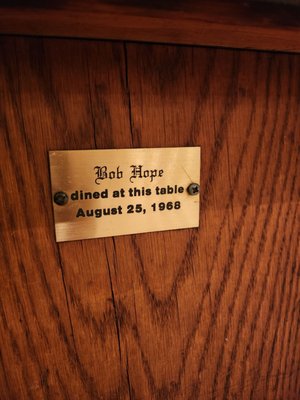 Bob Hope
dined at this table
August 25, 1968